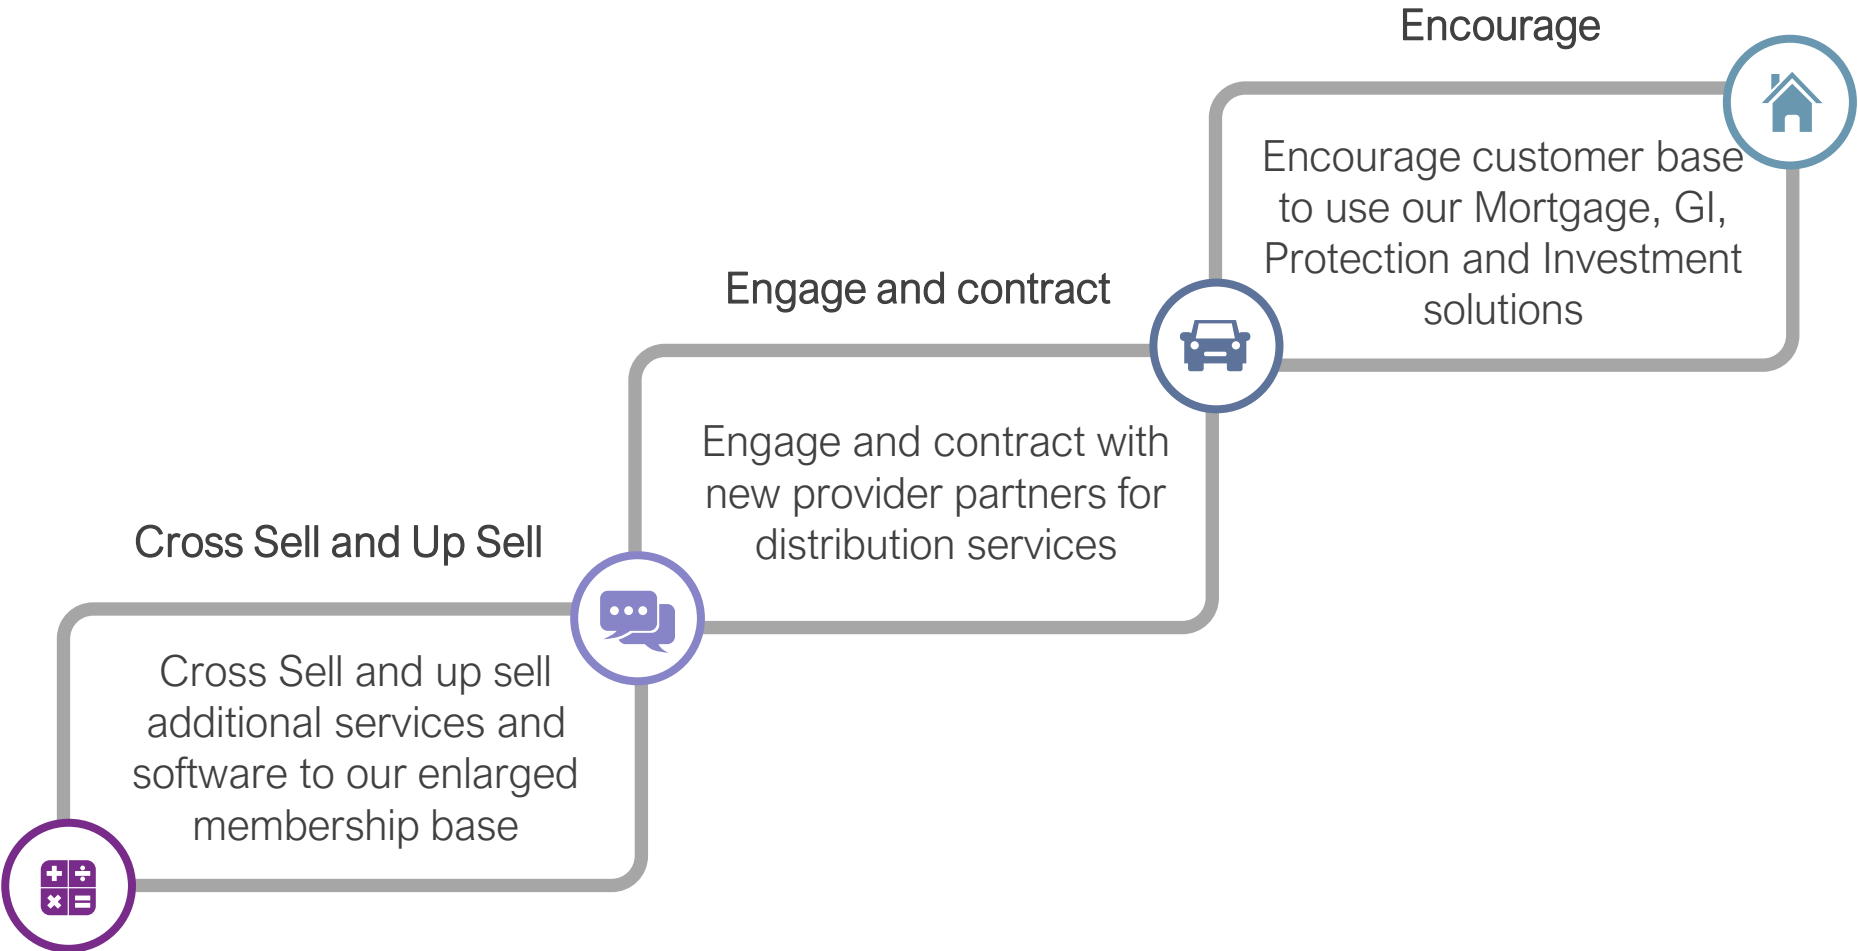 Encourage
Encourage customer base
to use our Mortgage, GI,
Protection and Investment
solutions
Engage and contract
Engage and contract with
new provider partners for
distribution services
Cross Sell and Up Sell
Cross Sell and up sell
additional services and
software to our enlarged
membership base